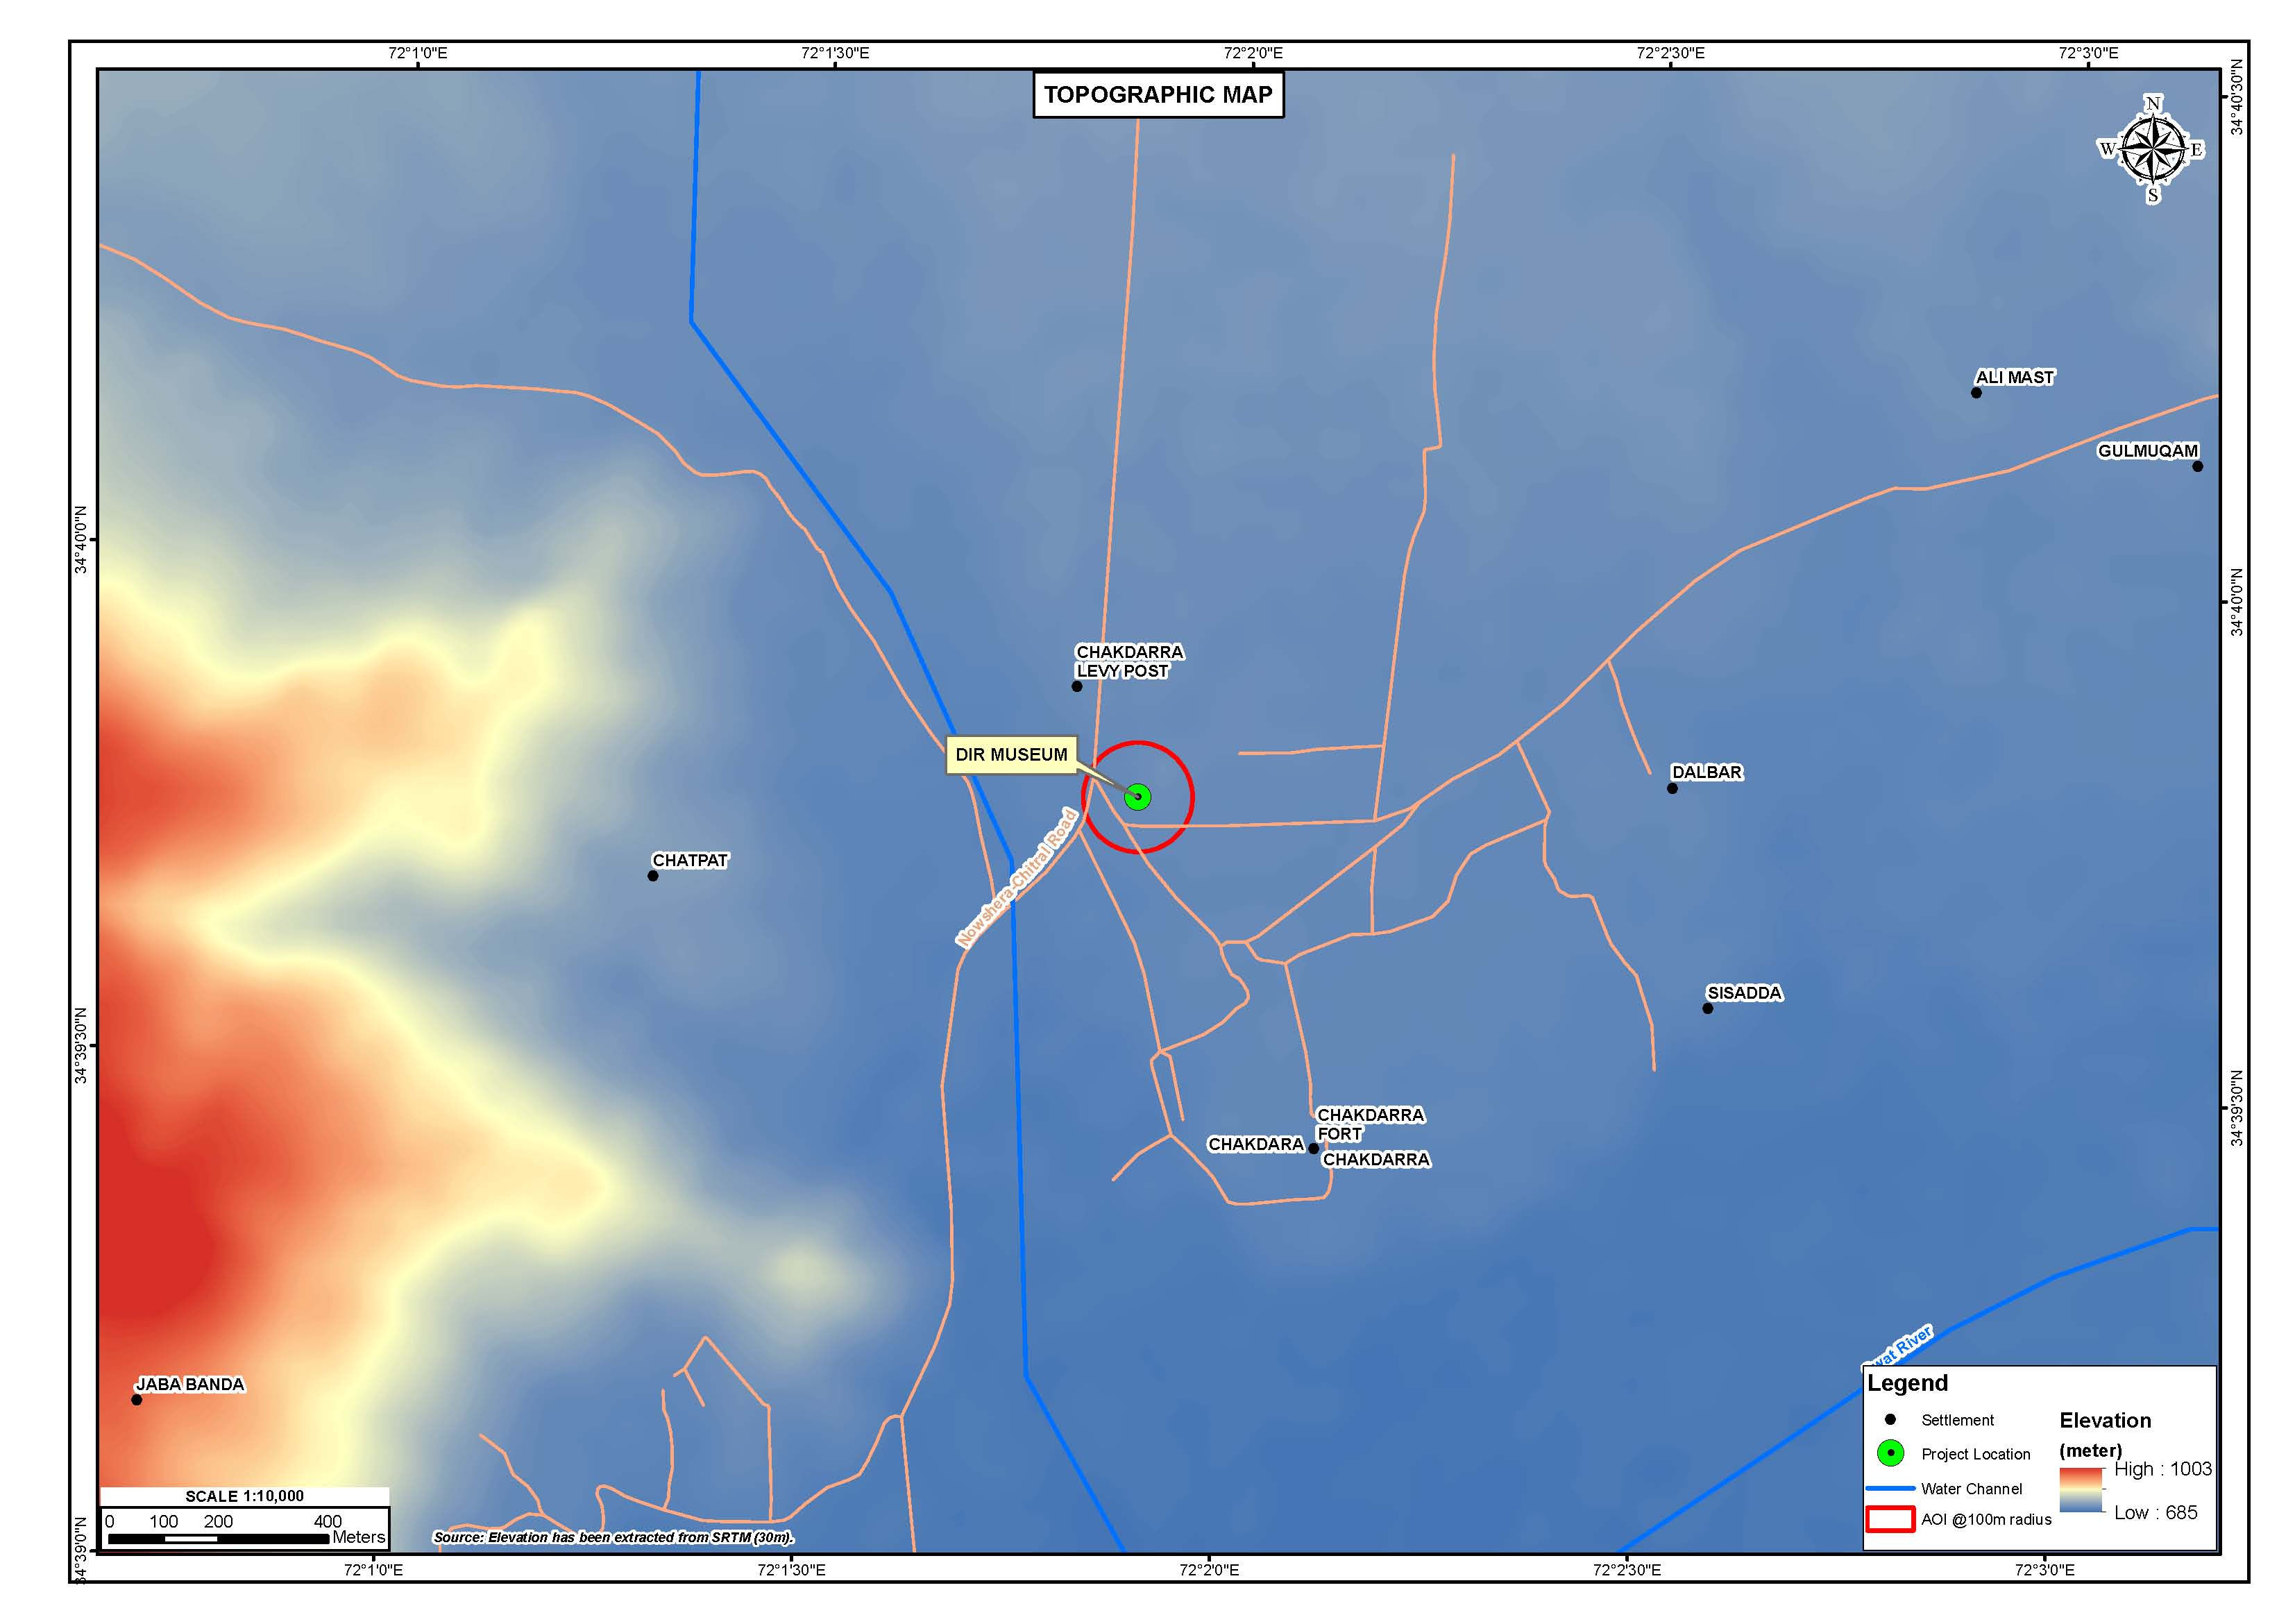 72°1'0"E
72°1'30"E
72°2'0"E
72°2'30"E
72°3'0"E
TOPOGRAPHIC MAP
34°40'30"N
N
W
E
S
ALI MAST
GULMUQAM
34°40'0"N
34°40'0"N
CHAKDARRA
LEVY POST
DIR MUSEUM
DALBAR
Nowshera-Chitral Road
CHATPAT
SISADDA
34°39'30"N
34°39'30"N
CHAKDARRA
FORT
CHAKDARA
CHAKDARRA
wat River
JABA BANDA
Legend
Settlement
Project Location
Water Channel
AOI @100m radius
Elevation
(meter)
High : 1003
Low : 685
SCALE 1:10,000
0 100 200 400
Meters
Source: Elevation has been extracted from SRTM (30m).
34°39'0"N
72°1'0"E
72°1'30"E
72°2'0"E
72°2'30"E
72°3'0"E